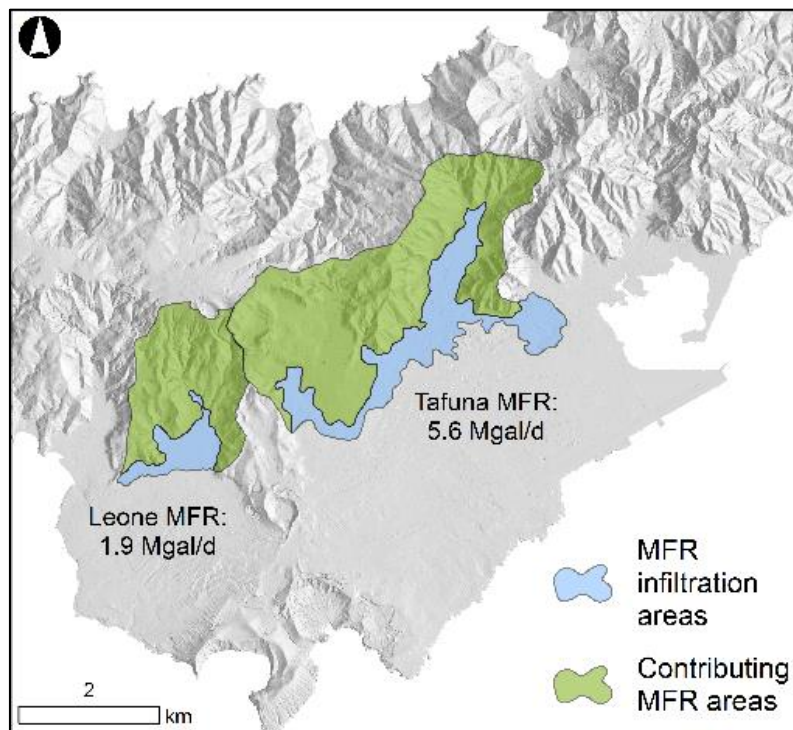 Tafuna MFR:
5.6 Mgal/d
Leone MFR:
1.9 Mgal/d
MFR
infiltration
areas
Contributing
MFR areas
2
km